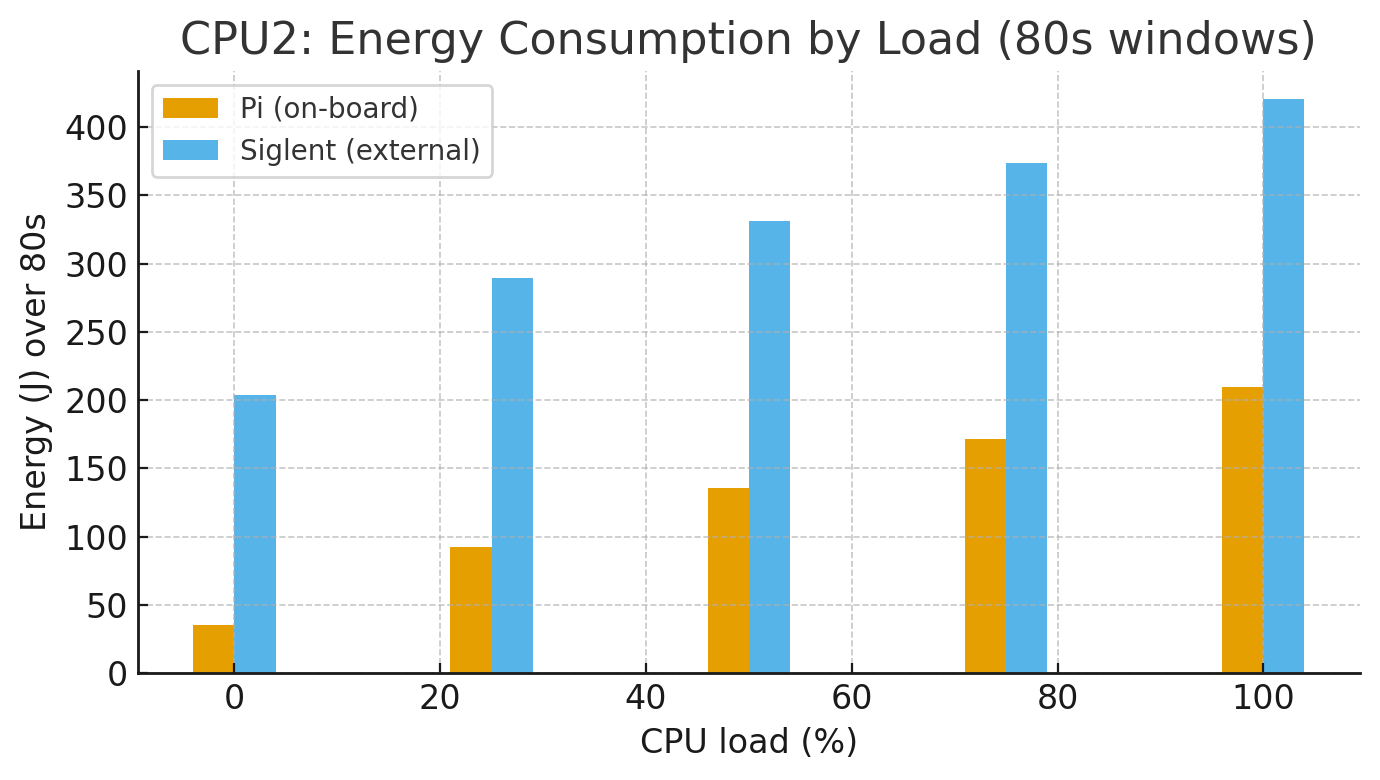 CPU2: Energy Consumption by Load (80s windows)
Pi (on-board)
Siglent (external)
Energy (J) over 80s
400
350
300
250
200
150
100
50
0
0 20 40 60 80 100
CPU load (%)